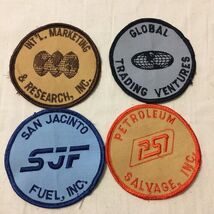 INT'L. MARKETING
& RESEARCH, INC.
GLOBAL
TRADING VENTURES
SAN JACINTO
SJF
FUEL, INC.
PETROLEUM
PSI
SALVAGE, INC.